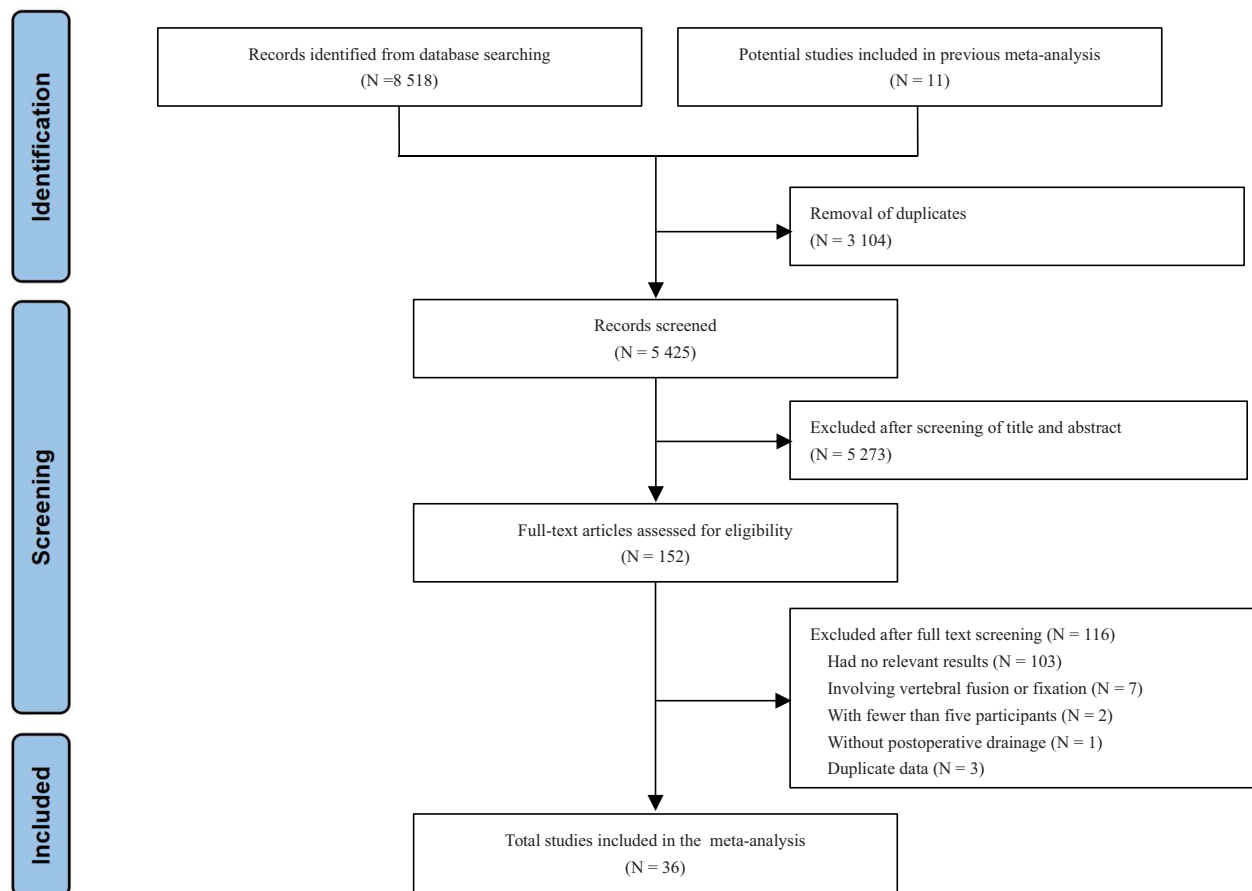 Identification
Records identified from database searching
(N =8 518)
Potential studies included in previous meta-analysis
(N = 11)
Removal of duplicates
(N = 3 104)
Screening
Records screened
(N = 5 425)
Excluded after screening of title and abstract
(N = 5 273)
Full-text articles assessed for eligibility
(N = 152)
Excluded after full text screening (N = 116)
Had no relevant results (N = 103)
Involving vertebral fusion or fixation (N = 7)
With fewer than five participants (N = 2)
Without postoperative drainage (N = 1)
Duplicate data (N = 3)
Included
Total studies included in the  meta-analysis
(N = 36)